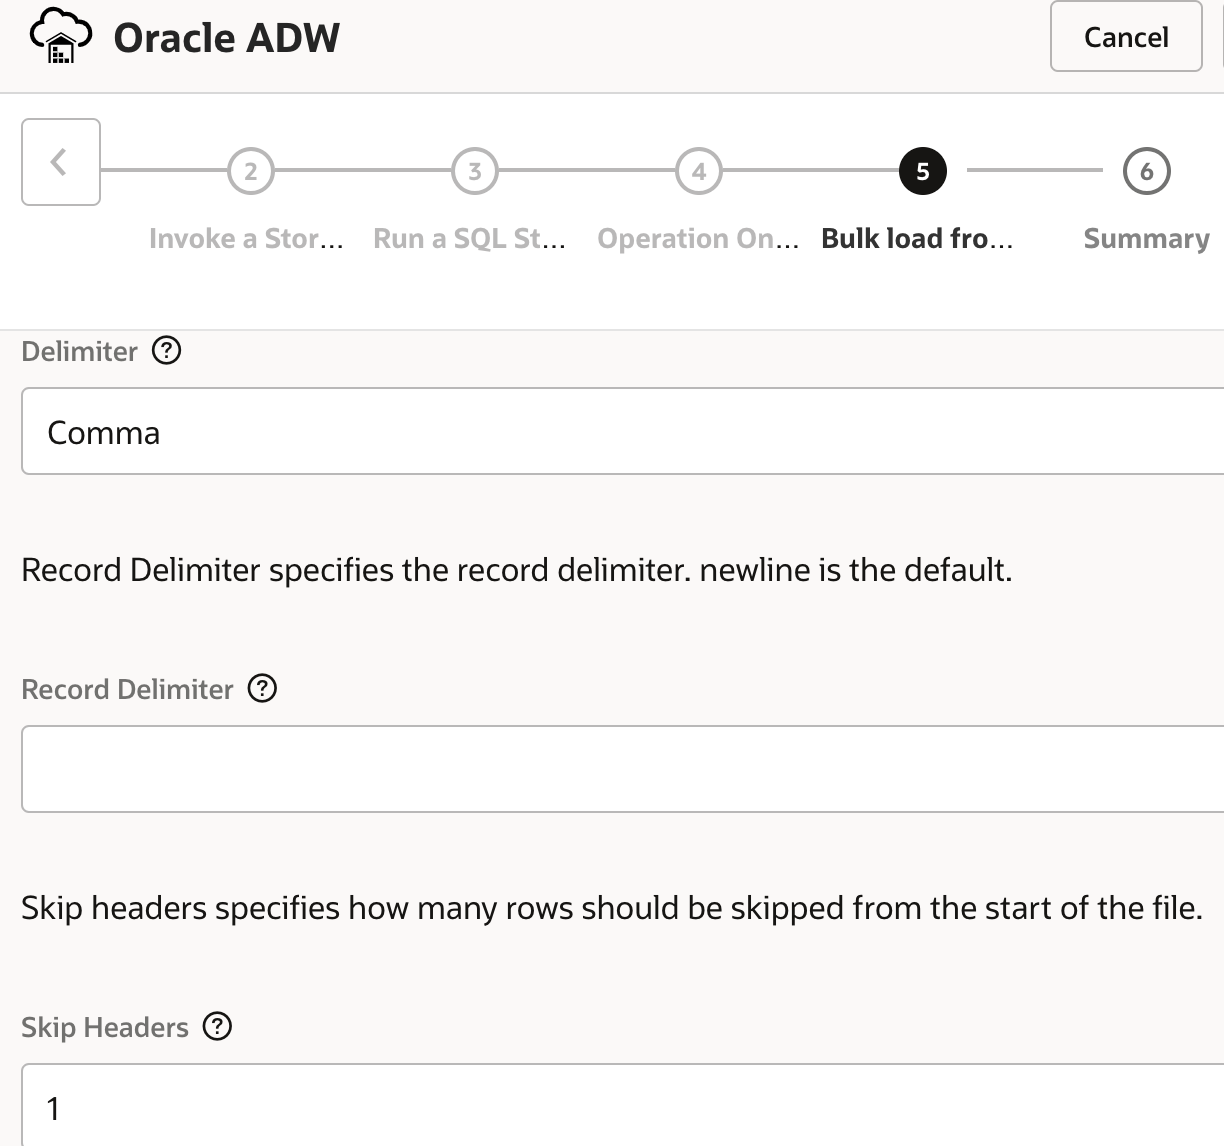 Oracle ADW
Cancel
2
3
4
5
6
Invoke a Stor...
Run a SQL St...
Operation On...
Bulk load fro...
Summary
Delimiter ?
Comma
Record Delimiter specifies the record delimiter. newline is the default.
Record Delimiter ?
Skip headers specifies how many rows should be skipped from the start of the file.
Skip Headers ?
1